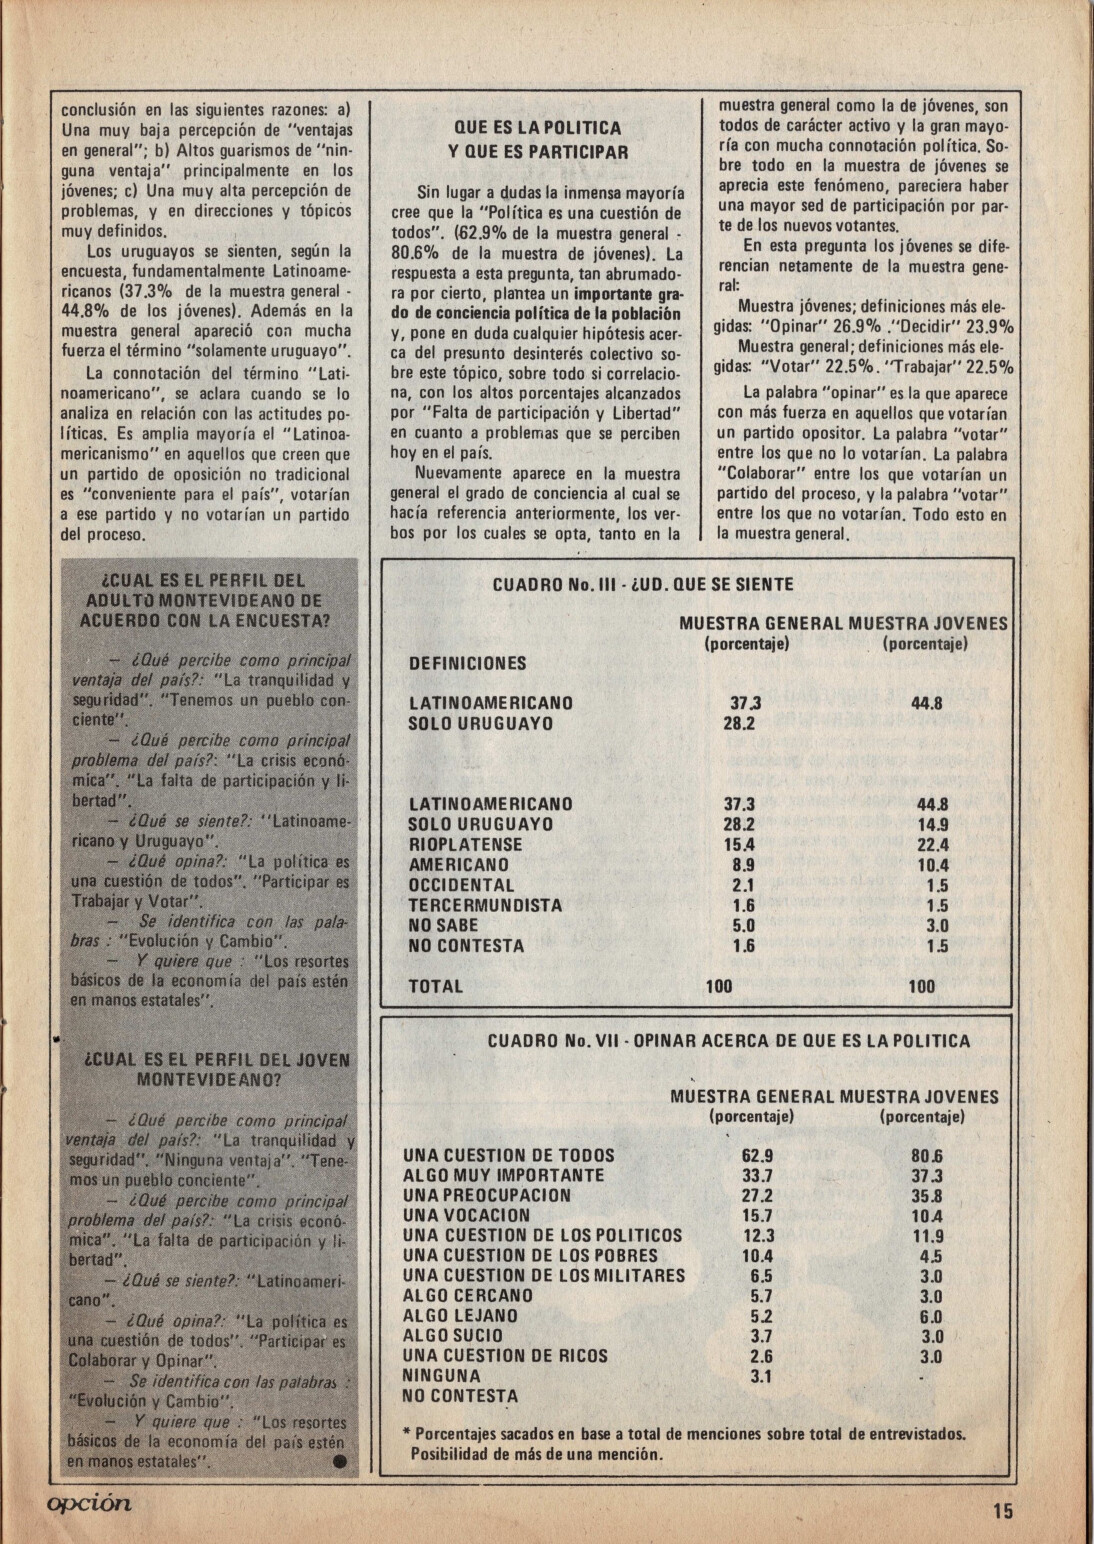 conclusión en las siguientes razones: a)
Una muy baja percepción de "ventajas
en general"; b) Altos guarismos de "nin-
guna ventaja" principalmente en los
jóvenes; c) Una muy alta percepción de
problemas, y en direcciones y tópicos
muy definidos.
Los uruguayos se sienten, según la
encuesta, fundamentalmente Latinoame-
ricanos (37.3% de la muestra general -
44.8% de los jóvenes). Además en la
muestra general apareció con mucha
fuerza el término "solamente uruguayo".
La connotación del término "Lati-
noamericano", se aclara cuando se lo
analiza en relación con las actitudes po-
líticas. Es amplia mayoría el "Latinoa-
mericanismo" en aquellos que creen que
un partido de oposición no tradicional
es "conveniente para el país", votarían
a ese partido y no votarían un partido
del proceso.
¿CUAL ES EL PERFIL DEL
ADULTO MONTEVIDEANO DE
ACUERDO CON LA ENCUESTA?
— ¿Qué percibe como principal
ventaja del país?: "La tranquilidad y
seguridad". "Tenemos un pueblo con-
ciente".
— ¿Qué percibe como principal
problema del país?: "La crisis econó-
mica". "La falta de participación y li-
bertad".
— ¿Qué se siente?: "Latinoame-
ricano y Uruguayo".
— ¿Qué opina?: "La política es
una cuestión de todos". "Participar es
Trabajar y Votar".
— Se identifica con las pala-
bras : "Evolución y Cambio".
— Y quiere que : "Los resortes
básicos de la economía del país estén
en manos estatales".
¿CUAL ES EL PERFIL DEL JOVEN
MONTEVIDEANO?
— ¿Qué percibe como principal
ventaja del país?: "La tranquilidad y
seguridad". "Ninguna ventaja". "Tene-
mos un pueblo conciente".
— ¿Qué percibe como principal
problema del país?: "La crisis econó-
mica". "La falta de participación y li-
bertad".
— ¿Qué se siente?: "Latinoameri-
cano".
— ¿Qué opina?: "La política es
una cuestión de todos". "Participar es
Colaborar y Opinar".
— Se identifica con las palabras :
"Evolución y Cambio".
— Y quiere que : "Los resortes
básicos de la economía del país estén
en manos estatales".
QUE ES LA POLITICA
Y QUE ES PARTICIPAR
Sin lugar a dudas la inmensa mayoría
cree que la "Política es una cuestión de
todos". (62.9% de la muestra general -
80.6% de la muestra de jóvenes). La
respuesta a esta pregunta, tan abrumado-
ra por cierto, plantea un importante gra-
do de conciencia política de la población
y, pone en duda cualquier hipótesis acer-
ca del presunto desinterés colectivo so-
bre este tópico, sobre todo si correlacio-
na, con los altos porcentajes alcanzados
por "Falta de participación y Libertad"
en cuanto a problemas que se perciben
hoy en el país.
Nuevamente aparece en la muestra
general el grado de conciencia al cual se
hacía referencia anteriormente, los ver-
bos por los cuales se opta, tanto en la
muestra general como la de jóvenes, son
todos de carácter activo y la gran mayo-
ría con mucha connotación política. So-
bre todo en la muestra de jóvenes se
aprecia este fenómeno, pareciera haber
una mayor sed de participación por par-
te de los nuevos votantes.
En esta pregunta los jóvenes se dife-
rencian netamente de la muestra gene-
ral:
Muestra jóvenes; definiciones más ele-
gidas: "Opinar" 26.9% ."Decidir" 23.9%
Muestra general; definiciones más ele-
gidas: "Votar" 22.5%. "Trabajar" 22.5%
La palabra "opinar" es la que aparece
con más fuerza en aquellos que votarían
un partido opositor. La palabra "votar"
entre los que no lo votarían. La palabra
"Colaborar" entre los que votarían un
partido del proceso, y la palabra "votar"
entre los que no votarían. Todo esto en
la muestra general.
CUADRO No. III - ¿UD. QUE SE SIENTE
MUESTRA GENERAL MUESTRA JOVENES
(porcentaje) (porcentaje)
DEFINICIONES
LATINOAMERICANO 37.3 44.8
SOLO URUGUAYO 28.2
LATINOAMERICANO 37.3 44.8
SOLO URUGUAYO 28.2 14.9
RIOPLATENSE 15.4 22.4
AMERICANO 8.9 10.4
OCCIDENTAL 2.1 1.5
TERCERMUNDISTA 1.6 1.5
NO SABE 5.0 3.0
NO CONTESTA 1.6 1.5
TOTAL 100 100
CUADRO No. VII - OPINAR ACERCA DE QUE ES LA POLITICA
MUESTRA GENERAL MUESTRA JOVENES
(porcentaje) (porcentaje)
UNA CUESTION DE TODOS 62.9 80.6
ALGO MUY IMPORTANTE 33.7 37.3
UNA PREOCUPACION 27.2 35.8
UNA VOCACION 15.7 10.4
UNA CUESTION DE LOS POLITICOS 12.3 11.9
UNA CUESTION DE LOS POBRES 10.4 4.5
UNA CUESTION DE LOS MILITARES 6.5 3.0
ALGO CERCANO 5.7 3.0
ALGO LEJANO 5.2 6.0
ALGO SUCIO 3.7 3.0
UNA CUESTION DE RICOS 2.6 3.0
NINGUNA 3.1 -
NO CONTESTA
* Porcentajes sacados en base a total de menciones sobre total de entrevistados.
Posibilidad de más de una mención.
opción
15